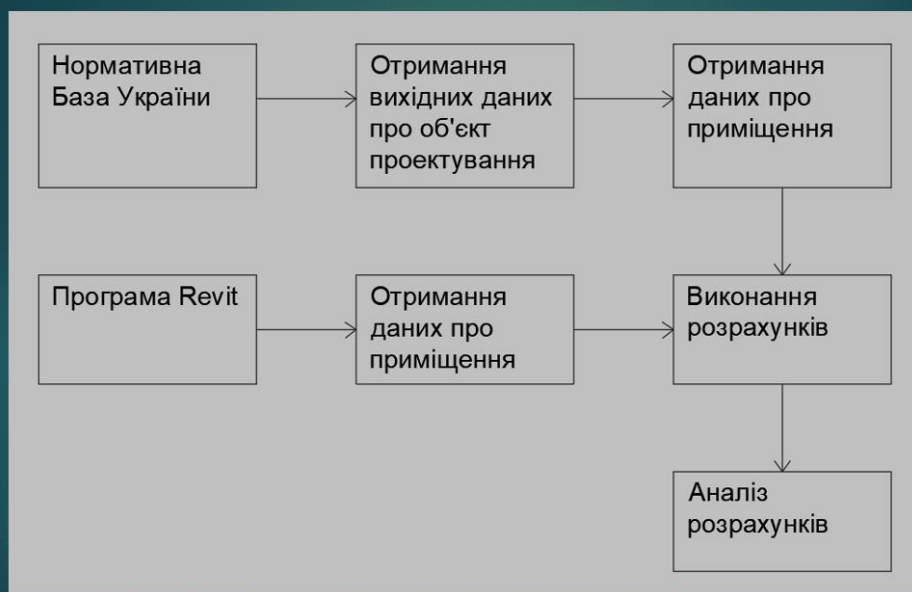 Нормативна
База України
Отримання
вихідних даних
про об'єкт
проектування
Отримання
даних про
приміщення
Програма Revit
Отримання
даних про
приміщення
Виконання
розрахунків
Аналіз
розрахунків